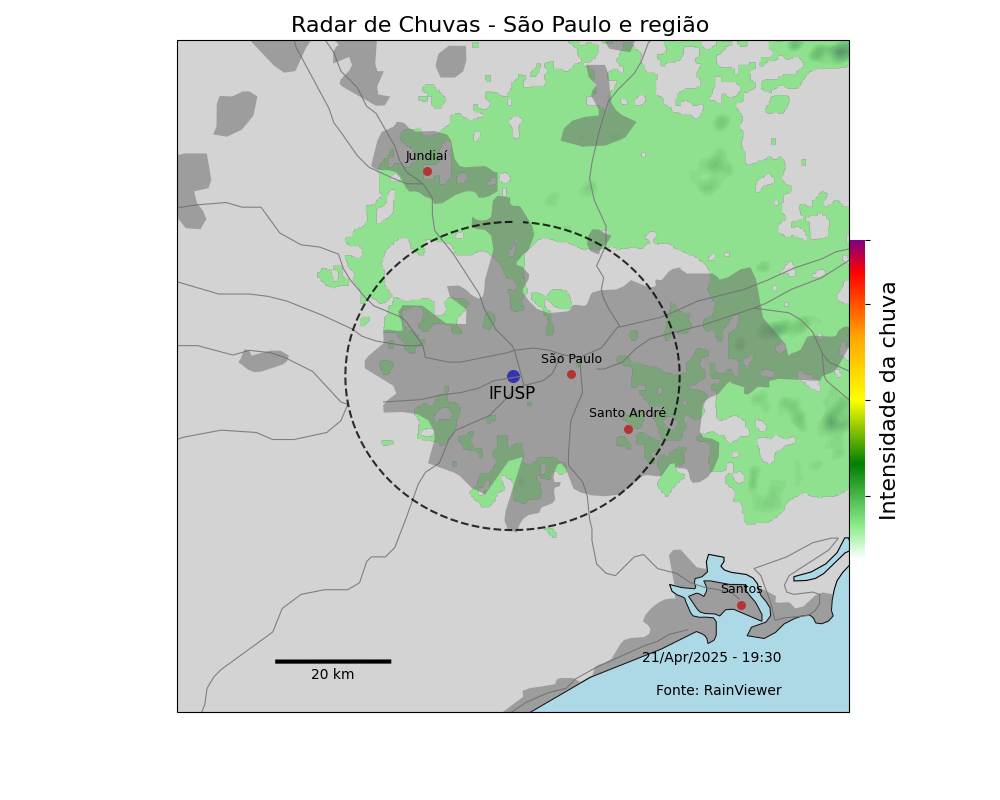 Radar de Chuvas - São Paulo e região
Jundiaí
São Paulo
IFUSP
Santo André
Intensidade da chuva
Santos
21/Apr/2025 - 19:30
20 km
Fonte: RainViewer